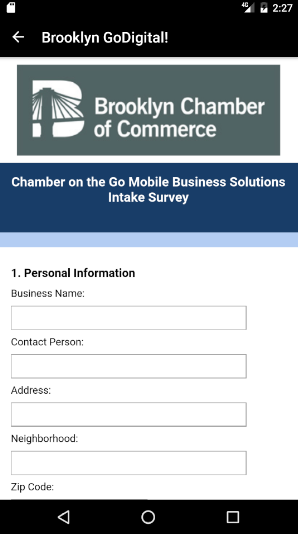 4G 2:27
Brooklyn GoDigital!
Brooklyn Chamber
of Commerce
Chamber on the Go Mobile Business Solutions
Intake Survey
1. Personal Information
Business Name:
Contact Person:
Address:
Neighborhood:
Zip Code: